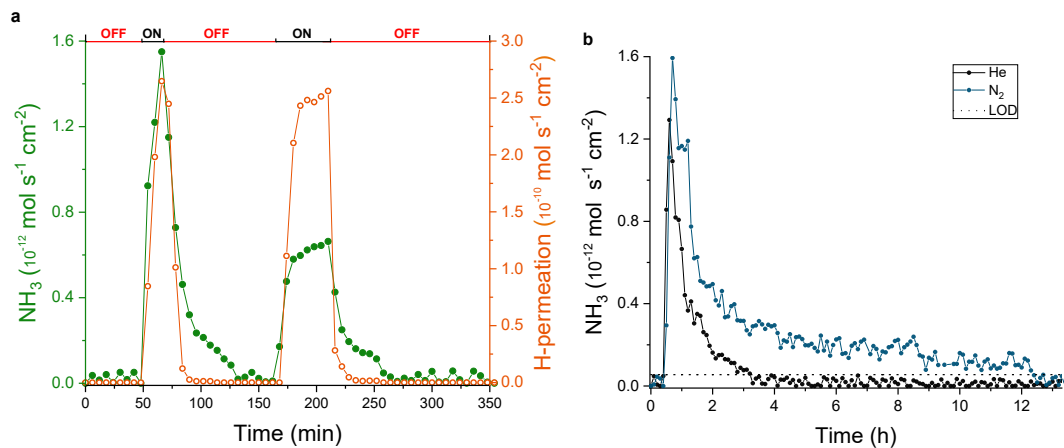 a
OFF ON OFF ON OFF
1.6 3.0
1.2 2.5
0.8 2.0
0.4 1.5
0.0 1.0
0.5
0.0
NH₃ (10⁻¹² mol s⁻¹ cm⁻²)
H-permeation (10⁻¹⁰ mol s⁻¹ cm⁻²)
0 50 100 150 200 250 300 350
Time (min)
b
1.6
1.2
0.8
0.4
0.0
NH₃ (10⁻¹² mol s⁻¹ cm⁻²)
He
N₂
LOD
0 2 4 6 8 10 12
Time (h)